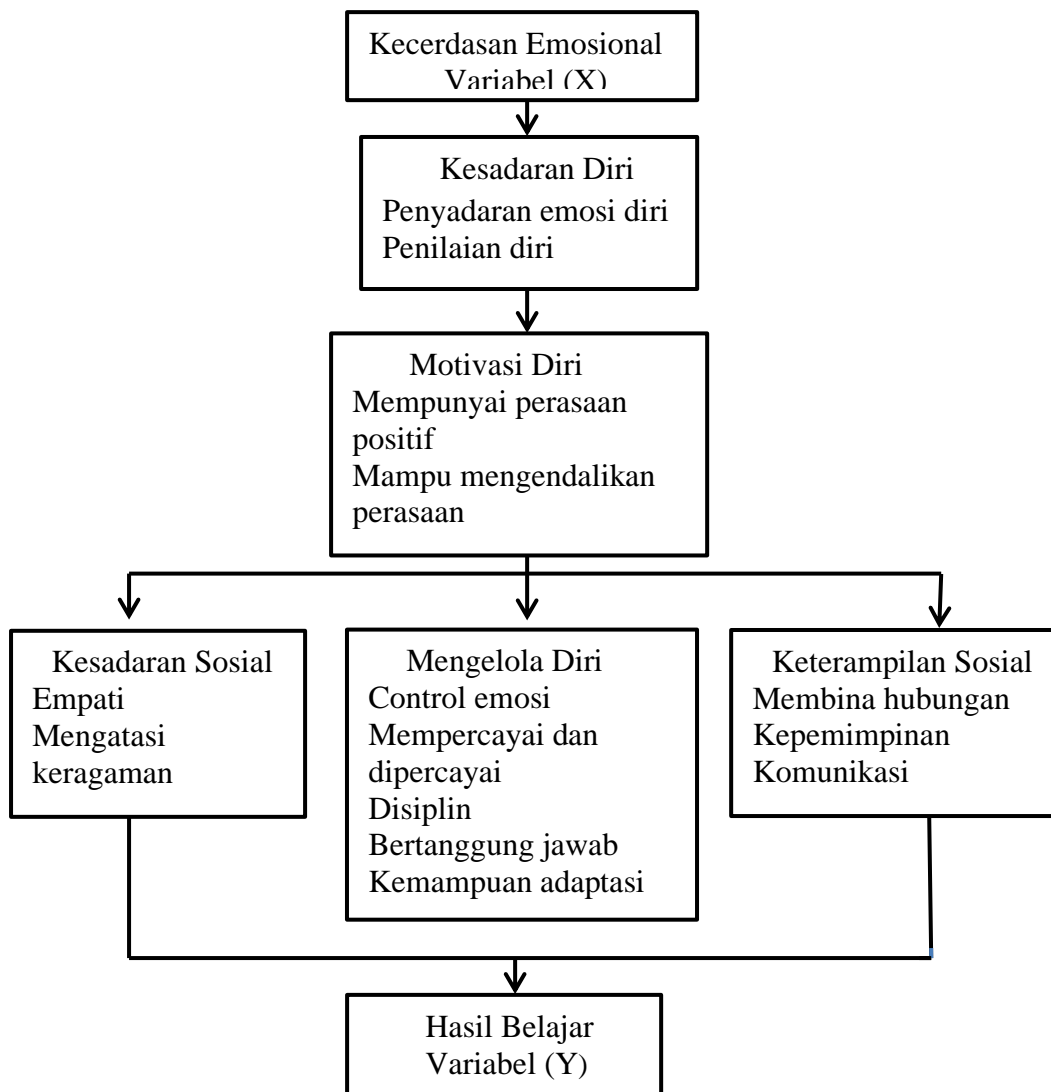 Kecerdasan Emosional
Variabel (X)
Kesadaran Diri
Penyadaran emosi diri
Penilaian diri
Motivasi Diri
Mempunyai perasaan
positif
Mampu mengendalikan
perasaan
Kesadaran Sosial
Empati
Mengatasi
keragaman
Mengelola Diri
Control emosi
Mempercayai dan
dipercayai
Disiplin
Bertanggung jawab
Kemampuan adaptasi
Keterampilan Sosial
Membina hubungan
Kepemimpinan
Komunikasi
Hasil Belajar
Variabel (Y)